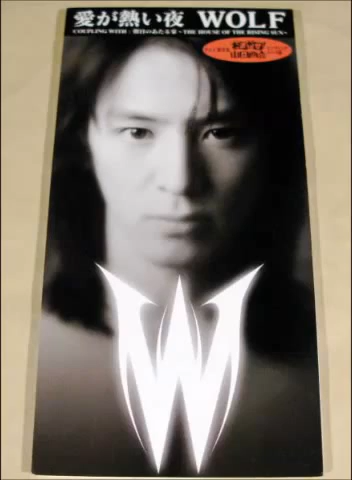 愛が熱い夜 WOLF
COUPLING WITH : 朝日のあたる家 ~ THE HOUSE OF THE RISING SUN ~
W